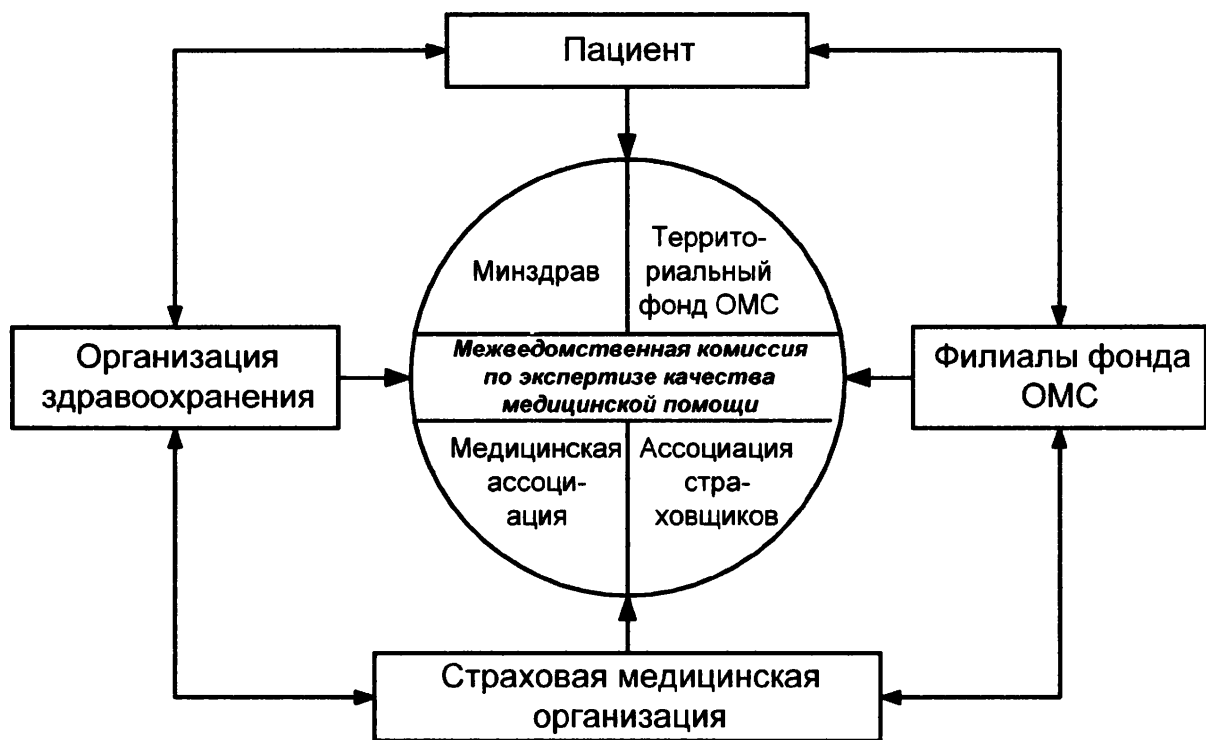 Пациент
Минздрав
Террито-
риальный
фонд ОМС
Организация
здравоохранения
Межведомственная комиссия
по экспертизе качества
медицинской помощи
Филиалы фонда
ОМС
Медицинская
ассоци-
ация
Ассоциация
стра-
ховщиков
Страховая медицинская
организация